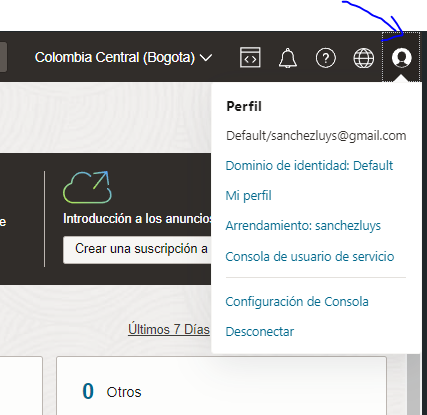 Colombia Central (Bogota)
Perfil
Default/sanchezluys@gmail.com
Dominio de identidad: Default
Mi perfil
Arrendamiento: sanchezluys
Consola de usuario de servicio
Configuración de Consola
Desconectar
e
Introducción a los anuncios
Crear una suscripción a
Últimos 7 Días
0 Otros